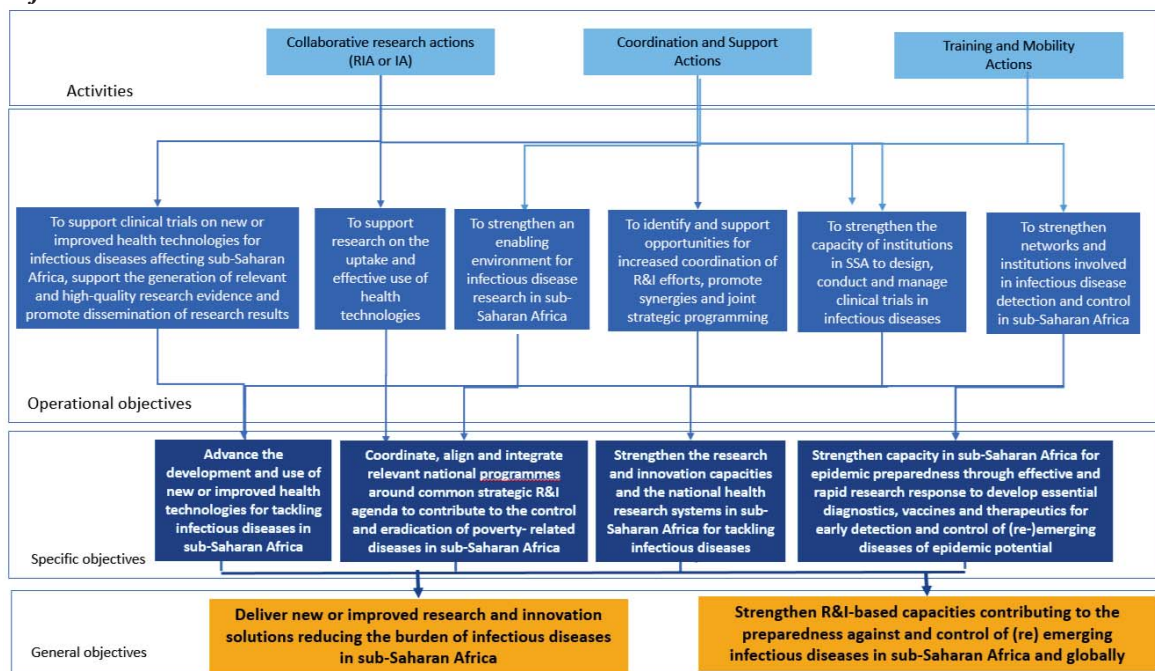 Collaborative research actions
(RIA or IA)
Coordination and Support
Actions
Training and Mobility
Actions
Activities
To support clinical trials on new or
improved health technologies for
infectious diseases affecting sub-Saharan
Africa, support the generation of relevant
and high-quality research evidence and
promote dissemination of research results
To support
research on the
uptake and
effective use of
health
technologies
To strengthen an
enabling
environment for
infectious disease
research in sub-
Saharan Africa
To identify and support
opportunities for
increased coordination of
R&I efforts, promote
synergies and joint
strategic programming
To strengthen the
capacity of institutions
in SSA to design,
conduct and manage
clinical trials in
infectious diseases
To strengthen
networks and
institutions involved
in infectious disease
detection and control
in sub-Saharan Africa
Operational objectives
Advance the
development and use of
new or improved health
technologies for tackling
infectious diseases in
sub-Saharan Africa
Coordinate, align and integrate
relevant national programmes
around common strategic R&I
agenda to contribute to the control
and eradication of poverty- related
diseases in sub-Saharan Africa
Strengthen the research
and innovation capacities
and the national health
research systems in sub-
Saharan Africa for tackling
infectious diseases
Strengthen capacity in sub-Saharan Africa for
epidemic preparedness through effective and
rapid research response to develop essential
diagnostics, vaccines and therapeutics for
early detection and control of (re-)emerging
diseases of epidemic potential
Specific objectives
Deliver new or improved research and innovation
solutions reducing the burden of infectious diseases
in sub-Saharan Africa
Strengthen R&I-based capacities contributing to the
preparedness against and control of (re) emerging
infectious diseases in sub-Saharan Africa and globally
General objectives